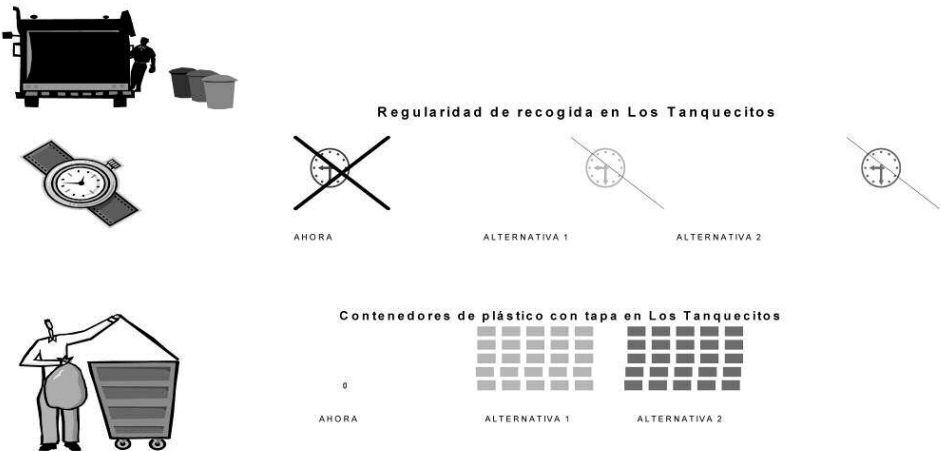 Regularidad de recogida en Los Tanquecitos
AHORA ALTERNATIVA 1 ALTERNATIVA 2
Contenedores de plástico con tapa en Los Tanquecitos
0
AHORA ALTERNATIVA 1 ALTERNATIVA 2